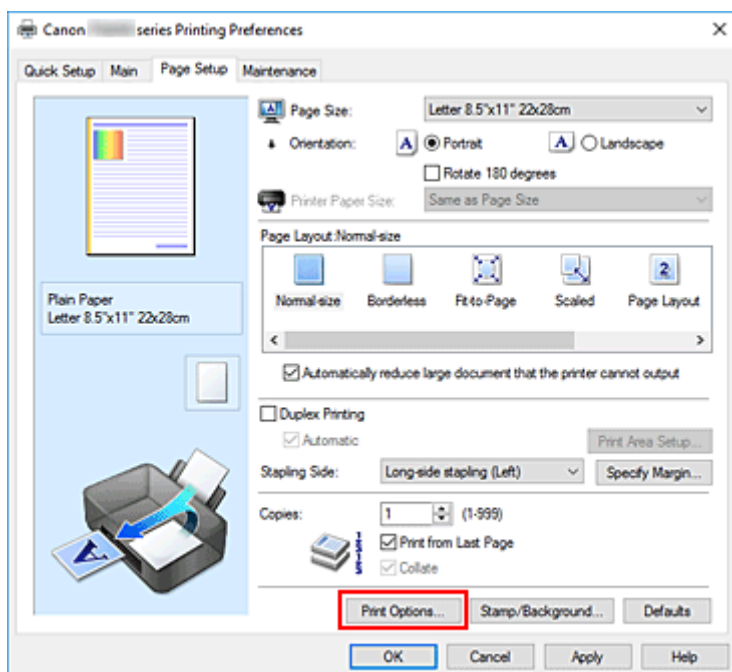 Canon series Printing Preferences
Quick Setup Main Page Setup Maintenance
Page Size: Letter 8.5"x11" 22x28cm
Orientation: A Portrait A Landscape
Rotate 180 degrees
Printer Paper Size: Same as Page Size
Page Layout:Normal-size
Normal-size Borderless Fit-to-Page Scaled Page Layout
Plain Paper
Letter 8.5"x11" 22x28cm
Automatically reduce large document that the printer cannot output
Duplex Printing
Automatic Print Area Setup...
Stapling Side: Long-side stapling (Left) Specify Margin...
Copies: 1 (1-999)
Print from Last Page
Collate
Print Options... Stamp/Background... Defaults
OK Cancel Apply Help